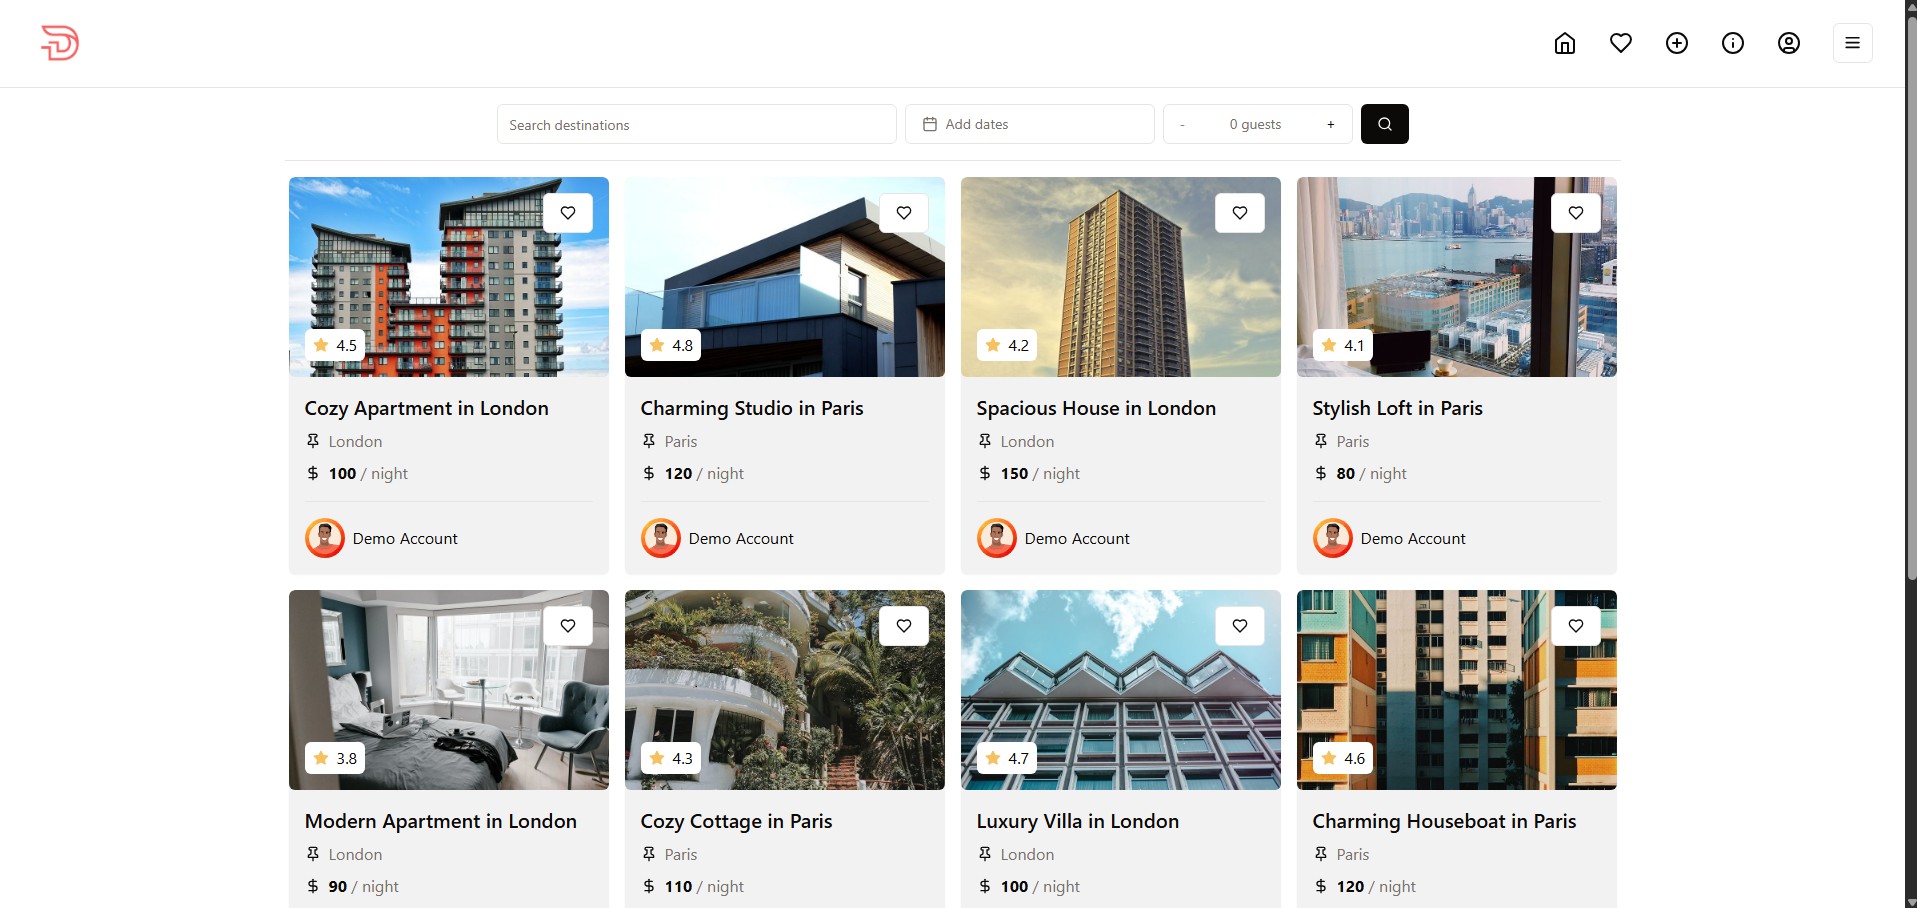 Search destinations
Add dates
- 0 guests +
4.5
4.8
4.2
4.1
Cozy Apartment in London
Charming Studio in Paris
Spacious House in London
Stylish Loft in Paris
London
Paris
London
Paris
$ 100 / night
$ 120 / night
$ 150 / night
$ 80 / night
Demo Account
Demo Account
Demo Account
Demo Account
3.8
4.3
4.7
4.6
Modern Apartment in London
Cozy Cottage in Paris
Luxury Villa in London
Charming Houseboat in Paris
London
Paris
London
Paris
$ 90 / night
$ 110 / night
$ 100 / night
$ 120 / night